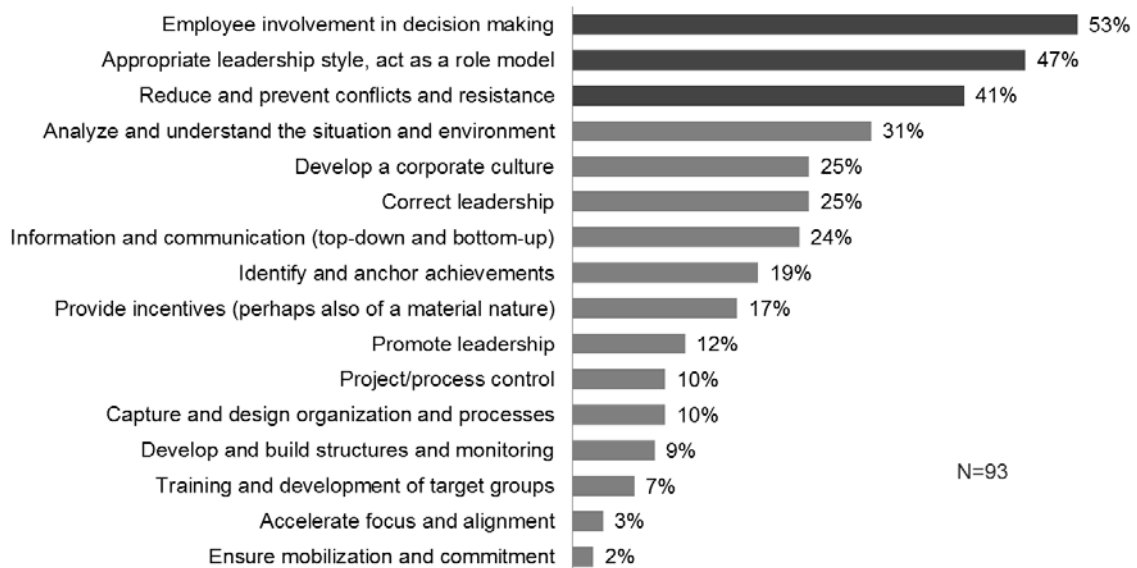 Employee involvement in decision making 53%
Appropriate leadership style, act as a role model 47%
Reduce and prevent conflicts and resistance 41%
Analyze and understand the situation and environment 31%
Develop a corporate culture 25%
Correct leadership 25%
Information and communication (top-down and bottom-up) 24%
Identify and anchor achievements 19%
Provide incentives (perhaps also of a material nature) 17%
Promote leadership 12%
Project/process control 10%
Capture and design organization and processes 10%
Develop and build structures and monitoring 9%
N=93
Training and development of target groups 7%
Accelerate focus and alignment 3%
Ensure mobilization and commitment 2%